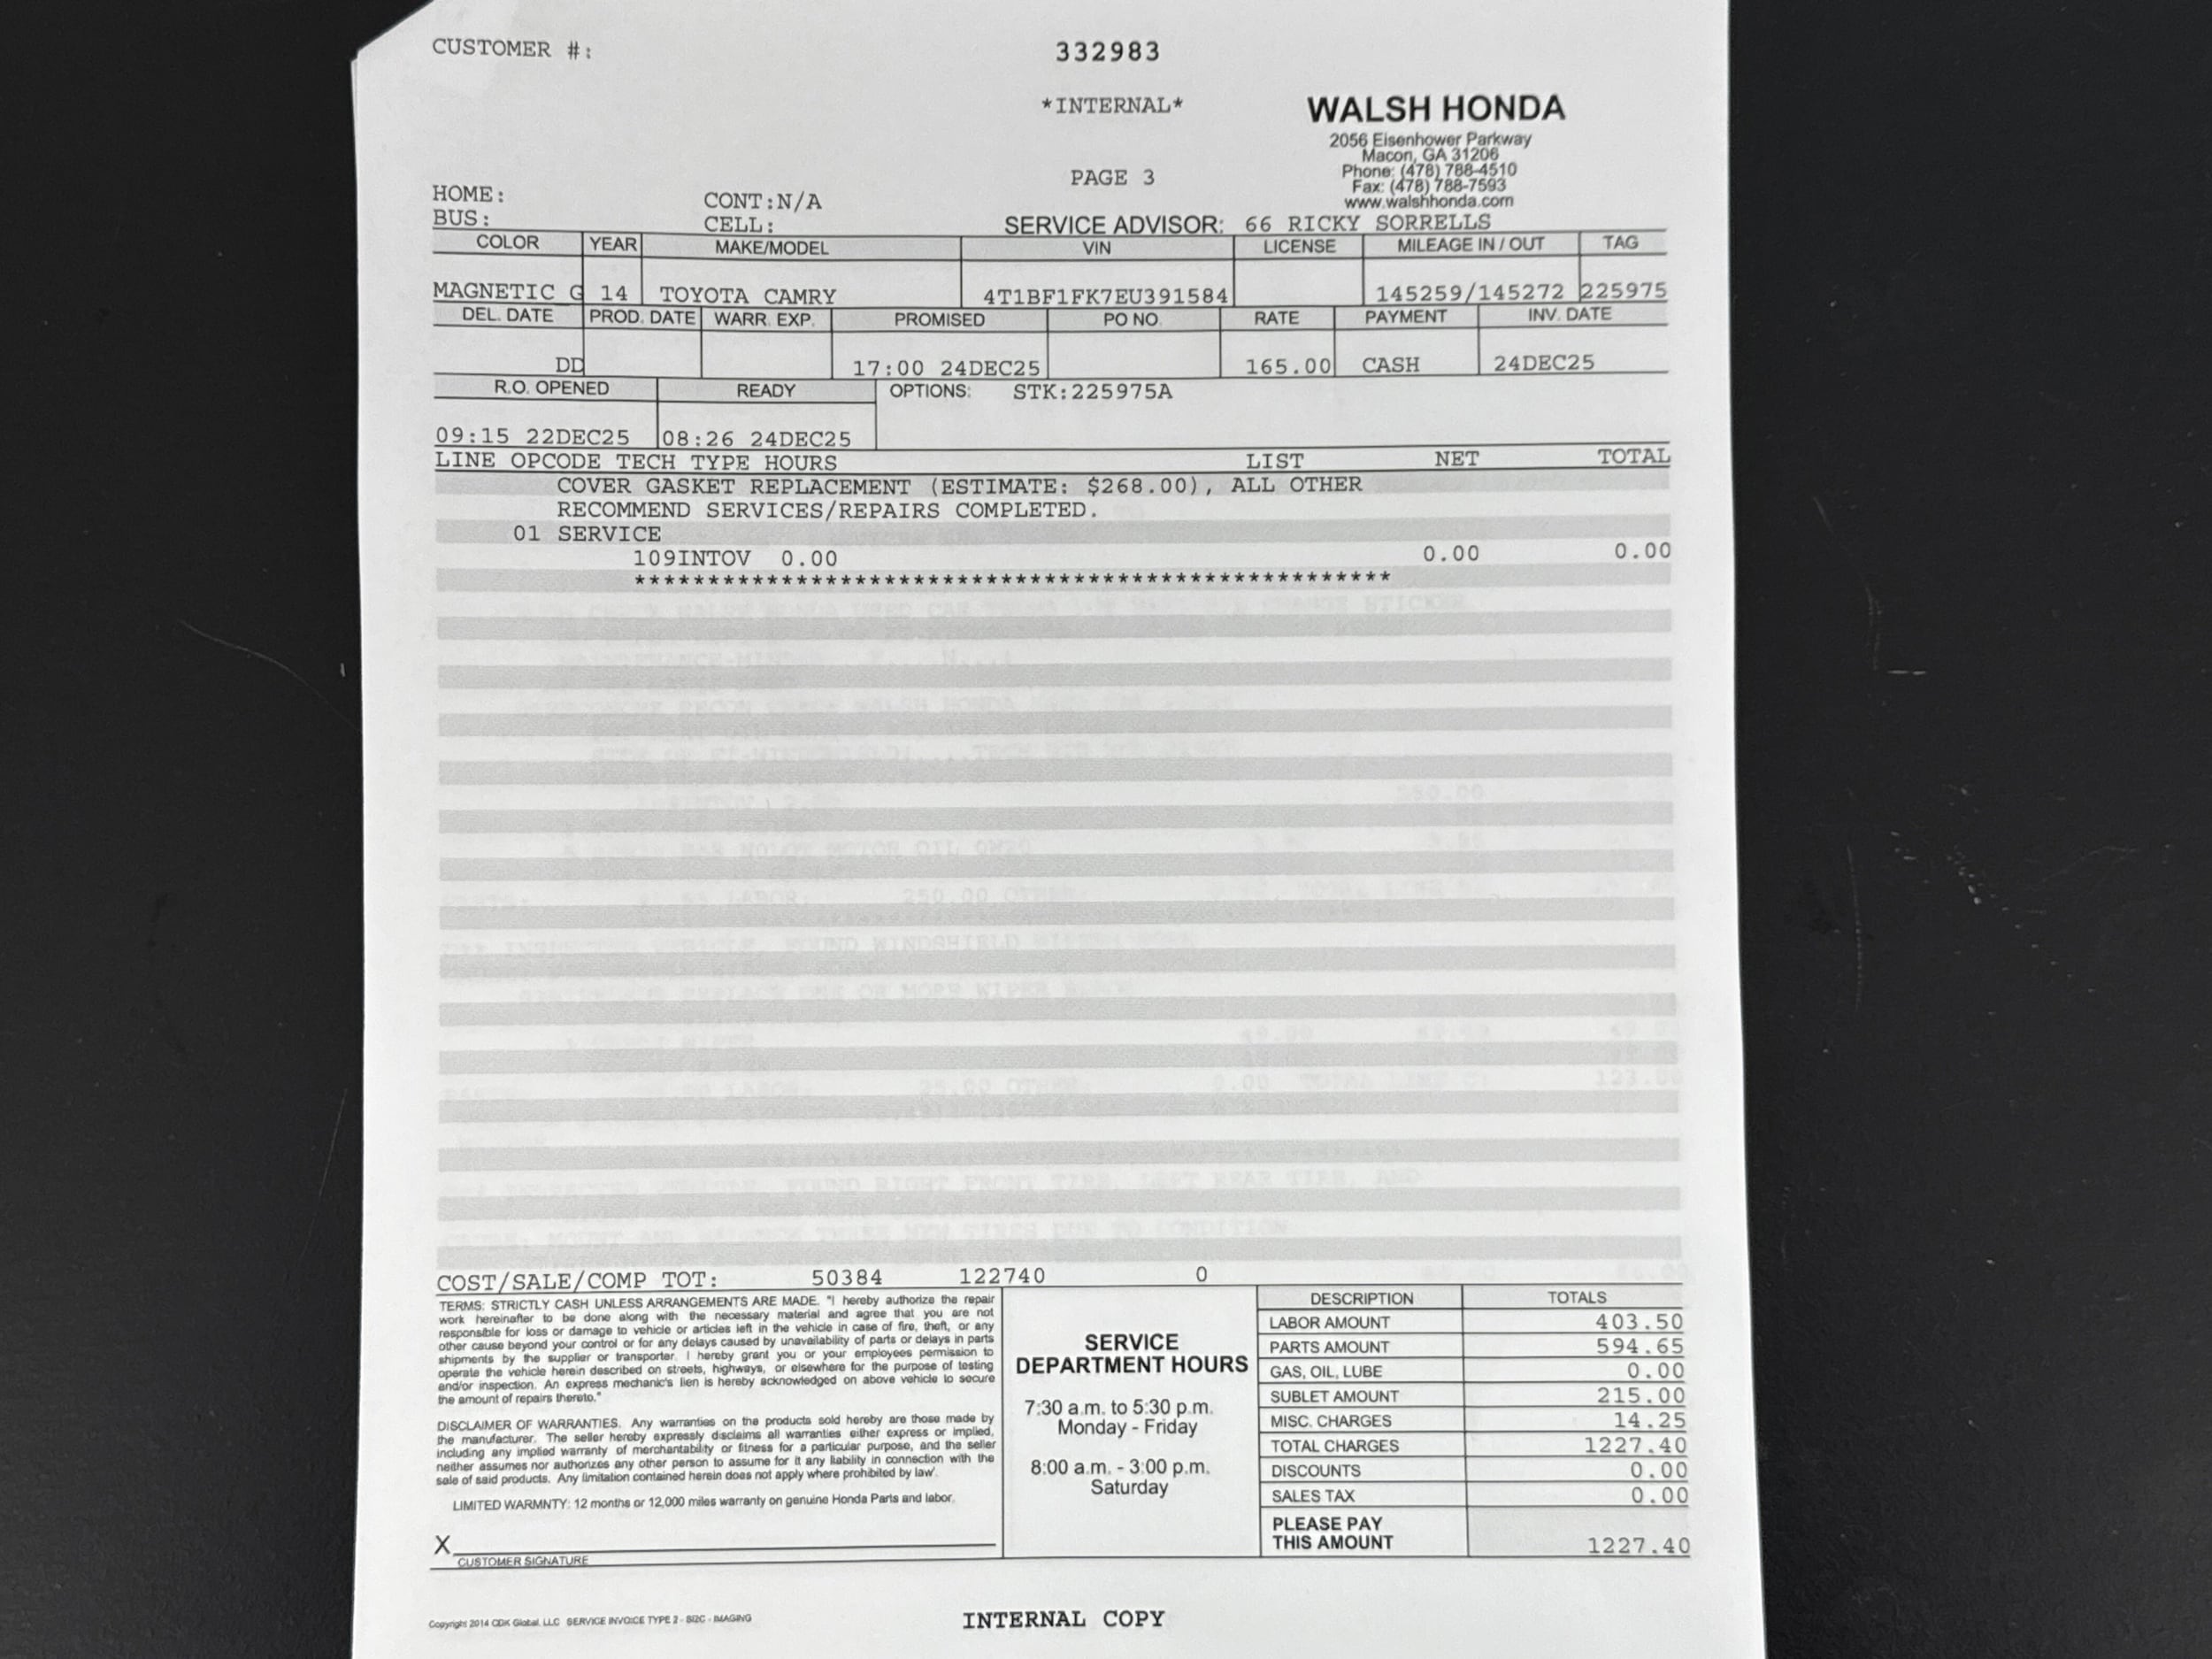 CUSTOMER #:
332983
*INTERNAL*
WALSH HONDA
2056 Eisenhower Parkway
Macon, GA 31206
Phone: (478) 788-4510
Fax: (478) 788-7593
www.walshhonda.com
PAGE 3
HOME:
CONT:N/A
BUS:
CELL:
SERVICE ADVISOR: 66 RICKY SORRELLS
COLOR YEAR MAKE/MODEL VIN LICENSE MILEAGE IN / OUT TAG
MAGNETIC G 14 TOYOTA CAMRY 4T1BF1FK7EU391584 145259/145272 225975
DEL. DATE PROD. DATE WARR. EXP. PROMISED PO NO. RATE PAYMENT INV. DATE
DD 17:00 24DEC25 165.00 CASH 24DEC25
R.O. OPENED READY OPTIONS: STK:225975A
09:15 22DEC25 08:26 24DEC25
LINE OPCODE TECH TYPE HOURS LIST NET TOTAL
COVER GASKET REPLACEMENT (ESTIMATE: $268.00), ALL OTHER
RECOMMEND SERVICES/REPAIRS COMPLETED.
01 SERVICE
109INTOV 0.00 0.00 0.00
****************************************************
COST/SALE/COMP TOT: 50384 122740 0
TERMS: STRICTLY CASH UNLESS ARRANGEMENTS ARE MADE. "I hereby authorize the repair
work hereinafter to be done along with the necessary material and agree that you are not
responsible for loss or damage to vehicle or articles left in the vehicle in case of fire, theft, or any
other cause beyond your control or for any delays caused by unavailability of parts or delays in parts
shipments by the supplier or transporter. I hereby grant you or your employees permission to
operate the vehicle herein described on streets, highways, or elsewhere for the purpose of testing
and/or inspection. An express mechanic's lien is hereby acknowledged on above vehicle to secure
the amount of repairs thereto."
DISCLAIMER OF WARRANTIES. Any warranties on the products sold hereby are those made by
the manufacturer. The seller hereby expressly disclaims all warranties either express or implied,
including any implied warranty of merchantability or fitness for a particular purpose, and the seller
neither assumes nor authorizes any other person to assume for it any liability in connection with the
sale of said products. Any limitation contained herein does not apply where prohibited by law'.
LIMITED WARMNTY: 12 months or 12,000 miles warranty on genuine Honda Parts and labor.
X
CUSTOMER SIGNATURE
SERVICE
DEPARTMENT HOURS
7:30 a.m. to 5:30 p.m.
Monday - Friday
8:00 a.m. - 3:00 p.m.
Saturday
DESCRIPTION TOTALS
LABOR AMOUNT 403.50
PARTS AMOUNT 594.65
GAS, OIL, LUBE 0.00
SUBLET AMOUNT 215.00
MISC. CHARGES 14.25
TOTAL CHARGES 1227.40
DISCOUNTS 0.00
SALES TAX 0.00
PLEASE PAY
THIS AMOUNT 1227.40
Copyright 2014 CDK Global, LLC SERVICE INVOICE TYPE 2 - SI2C - IMAGING
INTERNAL COPY